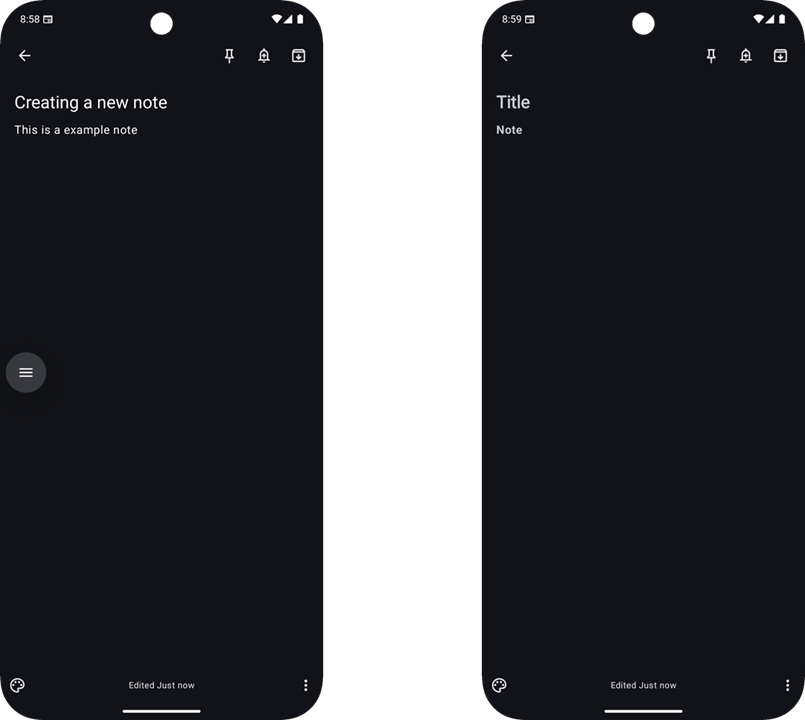 8:58
Creating a new note
This is a example note
Edited Just now
8:59
Title
Note
Edited Just now